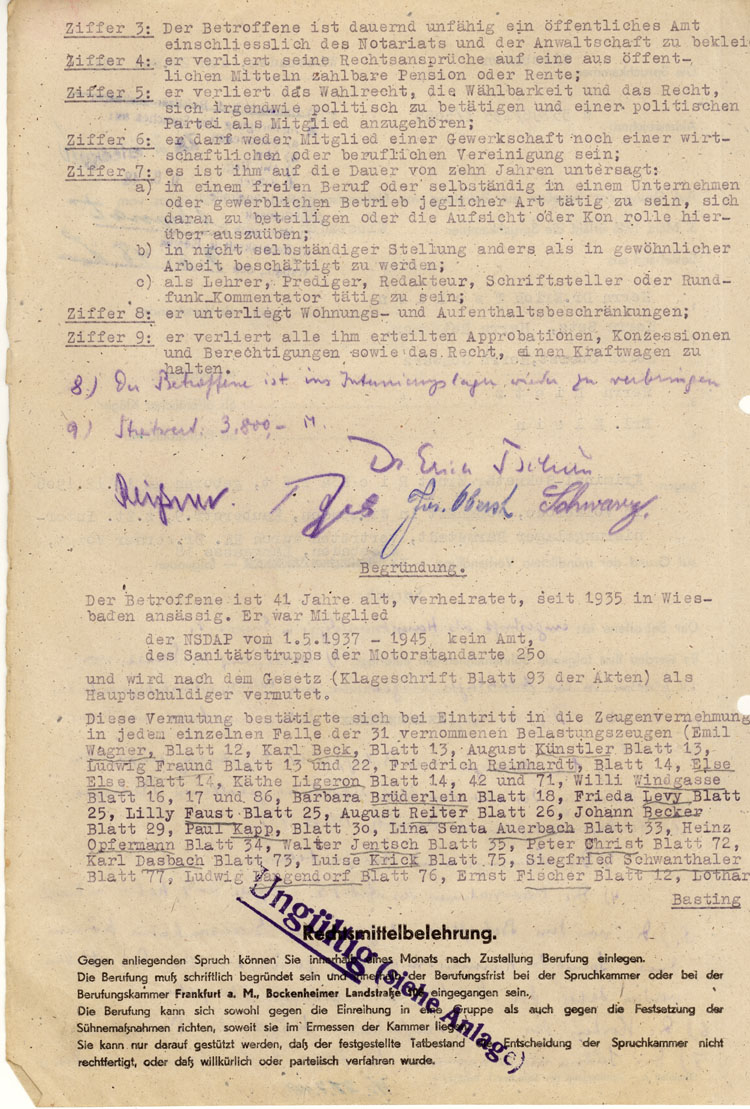 Ziffer 3: Der Betroffene ist dauernd unfähig ein öffentliches Amt
einschliesslich des Notariats und der Anwaltschaft zu beklei
Ziffer 4: er verliert seine Rechtsansprüche auf eine aus öffent-
lichen Mitteln zahlbare Pension oder Rente;
Ziffer 5: er verliert das Wahlrecht, die Wählbarkeit und das Recht,
sich irgendwie politisch zu betätigen und einer politischen
Partei als Mitglied anzugehören;
Ziffer 6: er darf weder Mitglied einer Gewerkschaft noch einer wirt-
schaftlichen oder beruflichen Vereinigung sein;
Ziffer 7: es ist ihm auf die Dauer von zehn Jahren untersagt:
a) in einem freien Beruf oder selbständig in einem Unternehmen
oder gewerblichen Betrieb jeglicher Art tätig zu sein, sich
daran zu beteiligen oder die Aufsicht oder Kon rolle hier-
über auszuüben;
b) in nicht selbständiger Stellung anders als in gewöhnlicher
Arbeit beschäftigt zu werden;
c) als Lehrer, Prediger, Redakteur, Schriftsteller oder Rund-
funk-Kommentator tätig zu sein;
Ziffer 8: er unterliegt Wohnungs- und Aufenthaltsbeschränkungen;
Ziffer 9: er verliert alle ihm erteilten Approbationen, Konzessionen
und Berechtigungen sowie das Recht, einen Kraftwagen zu
halten.
8.) Der Betroffene ist ins Internierungslager wieder zu verbringen
9) Streitwert: 3.800,- M.
Dr Erich
Schwarz.
Begründung.
Der Betroffene ist 41 Jahre alt, verheiratet, seit 1935 in Wies-
baden ansässig. Er war Mitglied
der NSDAP vom 1.5.1937 - 1945, kein Amt,
des Sanitätstrupps der Motorstandarte 250
und wird nach dem Gesetz (Klageschrift Blatt 93 der Akten) als
Hauptschuldiger vermutet.
Diese Vermutung bestätigte sich bei Eintritt in die Zeugenvernehmung
in jedem einzelnen Falle der 31 vernommenen Belastungszeugen (Emil
Wagner, Blatt 12, Karl Beck, Blatt 13, August Künstler Blatt 13,
Ludwig Fraund Blatt 13 und 22, Friedrich Reinhardt, Blatt 14, Else
Else Blatt 14, Käthe Ligeron Blatt 14, 42 und 71, Willi Windgasse
Blatt 16, 17 und 86, Barbara Brüderlein Blatt 18, Frieda Levy Blatt
25, Lilly Faust Blatt 25, August Reiter Blatt 26, Johann Becker
Blatt 29, Paul Kapp, Blatt 30, Lina Senta Auerbach Blatt 33, Heinz
Opfermann Blatt 34, Walter Jentsch Blatt 35, Peter Christ Blatt 72,
Karl Dasbach Blatt 73, Luise Krick Blatt 75, Siegfried Schwanthaler
Blatt 77, Ludwig Langendorf Blatt 76, Ernst Fischer Blatt 12, Lothar
Basting
Ungültig (siehe Anlage)
Rechtsmittelbelehrung.
Gegen anliegenden Spruch können Sie innerhalb eines Monats nach Zustellung Berufung einlegen.
Die Berufung muß schriftlich begründet sein und innerhalb der Berufungsfrist bei der Spruchkammer oder bei der
Berufungskammer Frankfurt a. M., Bockenheimer Landstraße eingegangen sein.
Die Berufung kann sich sowohl gegen die Einreihung in eine Gruppe als auch gegen die Festsetzung der
Sühnemaßnahmen richten, soweit sie im Ermessen der Kammer liegen.
Sie kann nur darauf gestützt werden, daß der festgestellte Tatbestand die Entscheidung der Spruchkammer nicht
rechtfertigt, oder daß willkürlich oder parteiisch verfahren wurde.